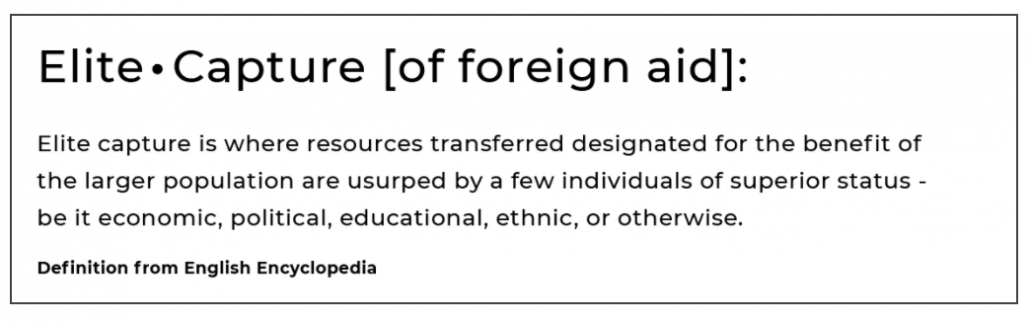 Elite•Capture [of foreign aid]:
Elite capture is where resources transferred designated for the benefit of
the larger population are usurped by a few individuals of superior status -
be it economic, political, educational, ethnic, or otherwise.
Definition from English Encyclopedia